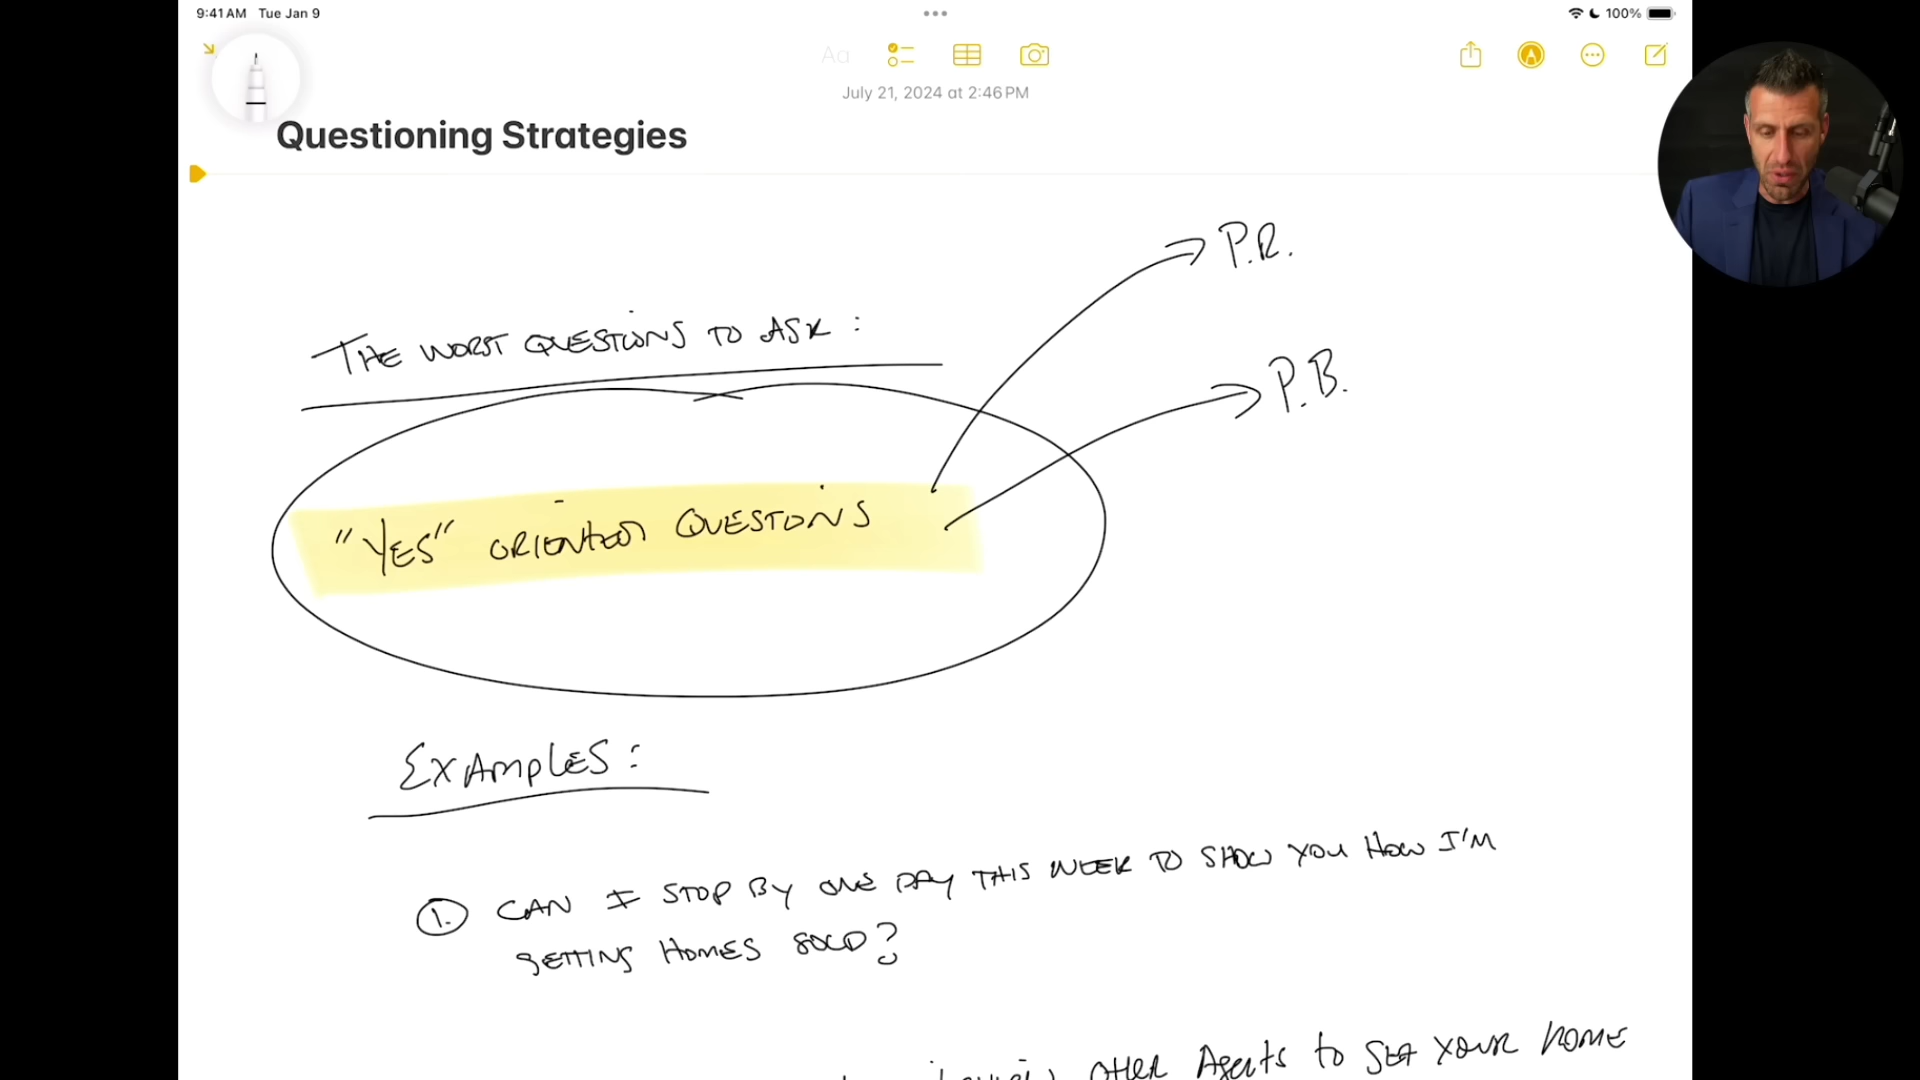 9:41 AM Tue Jan 9
100%
Aa
July 21, 2024 at 2:46 PM
Questioning Strategies
P.R.
THE WORST QUESTIONS TO ASK :
P.B.
"YES" ORIENTED QUESTIONS
EXAMPLES :
1. CAN I STOP BY ONE DAY THIS WEEK TO SHOW YOU HOW I'M
GETTING HOMES SOLD?
OTHER AGENTS to SELL YOUR HOME